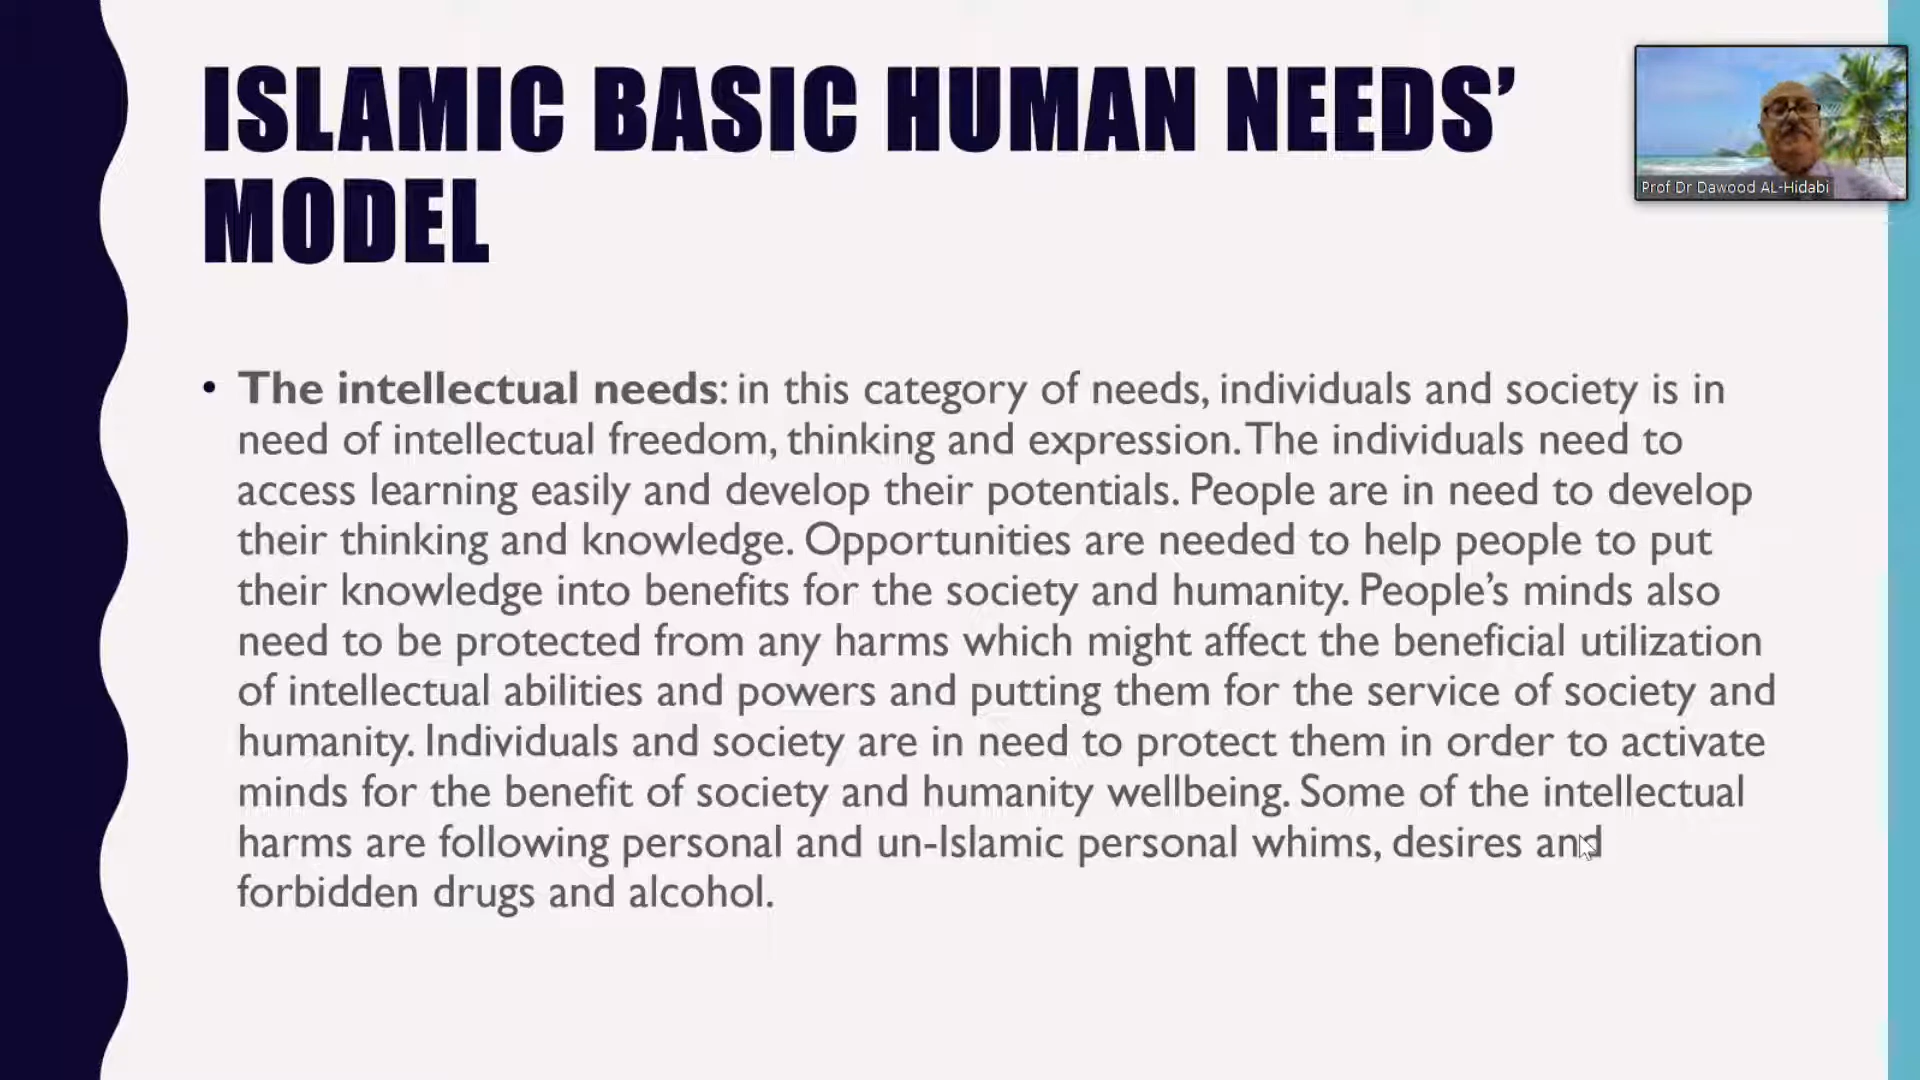 ISLAMIC BASIC HUMAN NEEDS'
MODEL
Prof Dr Dawood AL-Hidabi
• The intellectual needs: in this category of needs, individuals and society is in
need of intellectual freedom, thinking and expression. The individuals need to
access learning easily and develop their potentials. People are in need to develop
their thinking and knowledge. Opportunities are needed to help people to put
their knowledge into benefits for the society and humanity. People's minds also
need to be protected from any harms which might affect the beneficial utilization
of intellectual abilities and powers and putting them for the service of society and
humanity. Individuals and society are in need to protect them in order to activate
minds for the benefit of society and humanity wellbeing. Some of the intellectual
harms are following personal and un-Islamic personal whims, desires and
forbidden drugs and alcohol.